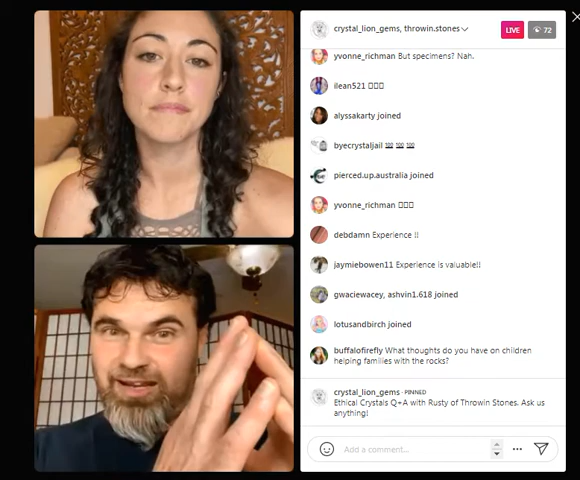 crystal_lion_gems, throwin.stones
LIVE
72
yvonne_richman But specimens? Nah.
ilean521
alyssakarty joined
byecrystaljail 💯 💯 💯
pierced.up.australia joined
yvonne_richman
debdamn Experience !!
jaymiebowen11 Experience is valuable!!
gwaciewacey, ashvin1.618 joined
lotusandbirch joined
buffalofirefly What thoughts do you have on children
helping families with the rocks?
crystal_lion_gems · PINNED
Ethical Crystals Q+A with Rusty of Throwin Stones. Ask us
anything!
Add a comment...